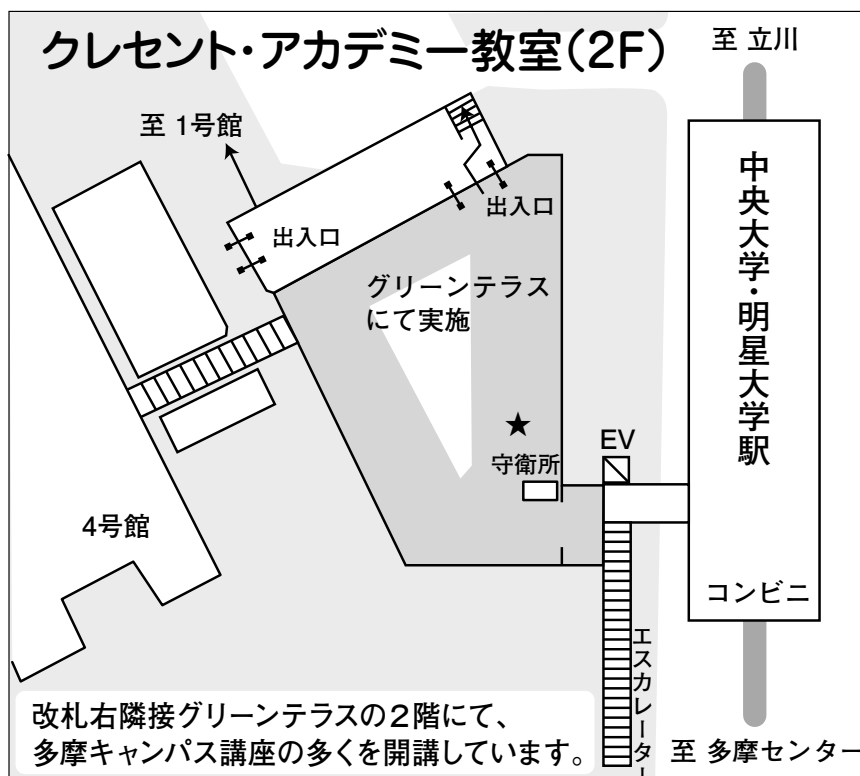 クレセント・アカデミー教室（2F）
至 立川
至 1号館
中央大学・明星大学駅
出入口
出入口
グリーンテラス
にて実施
★
EV
守衛所
4号館
コンビニ
エスカレーター
改札右隣接グリーンテラスの２階にて、
多摩キャンパス講座の多くを開講しています。
至 多摩センター